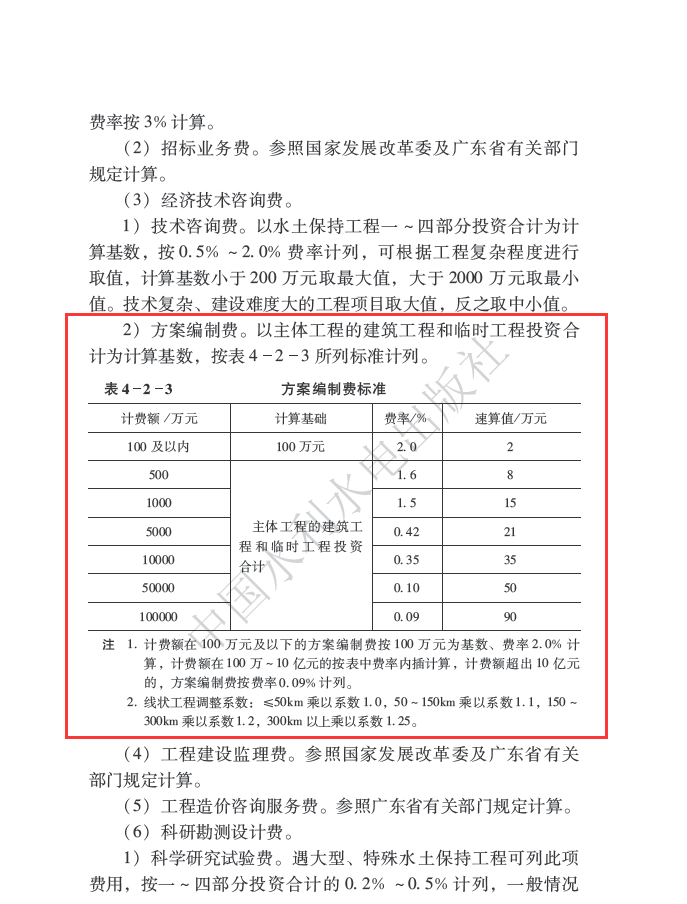 费率按 3% 计算。
（2）招标业务费。参照国家发展改革委及广东省有关部门
规定计算。
（3）经济技术咨询费。
1）技术咨询费。以水土保持工程一～四部分投资合计为计
算基数，按 0.5% ～2.0% 费率计列，可根据工程复杂程度进行
取值，计算基数小于 200 万元取最大值，大于 2000 万元取最小
值。技术复杂、建设难度大的工程项目取大值，反之取中小值。
2）方案编制费。以主体工程的建筑工程和临时工程投资合
计为计算基数，按表 4－2－3 所列标准计列。
表 4－2－3 方案编制费标准
计费额 /万元 计算基础 费率/% 速算值/万元
100 及以内 100 万元 2.0 2
500 1.6 8
1000 1.5 15
主体工程的建筑工
5000 0.42 21
程和临时工程投资
10000 0.35 35
合计
50000 0.10 50
100000 0.09 90
注 1. 计费额在 100 万元及以下的方案编制费按 100 万元为基数、费率 2.0% 计
算，计费额在 100 万～10 亿元的按表中费率内插计算，计费额超出 10 亿元
的，方案编制费按费率 0.09% 计列。
2. 线状工程调整系数：≤50km 乘以系数 1.0，50～150km 乘以系数 1.1，150～
300km 乘以系数 1.2，300km 以上乘以系数 1.25。
（4）工程建设监理费。参照国家发展改革委及广东省有关
部门规定计算。
（5）工程造价咨询服务费。参照广东省有关部门规定计算。
（6）科研勘测设计费。
1）科学研究试验费。遇大型、特殊水土保持工程可列此项
费用，按一～四部分投资合计的 0.2% ～0.5% 计列，一般情况
中国水利水电出版社